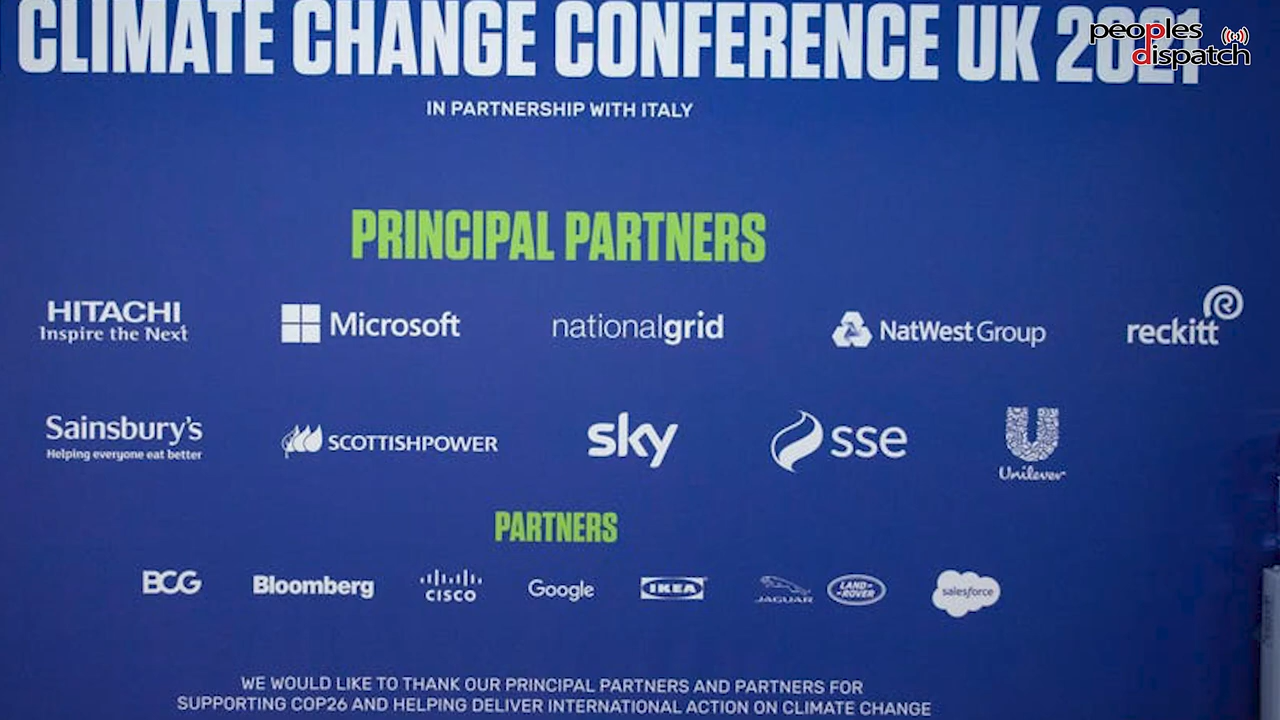 CLIMATE CHANGE CONFERENCE UK 2021
peoples dispatch
IN PARTNERSHIP WITH ITALY
PRINCIPAL PARTNERS
HITACHI
Inspire the Next
Microsoft
nationalgrid
NatWest Group
reckitt
Sainsbury's
Helping everyone eat better
SCOTTISHPOWER
sky
sse
Unilever
PARTNERS
BCG
Bloomberg
CISCO
Google
IKEA
JAGUAR
LAND-
ROVER
salesforce
WE WOULD LIKE TO THANK OUR PRINCIPAL PARTNERS AND PARTNERS FOR
SUPPORTING COP26 AND HELPING DELIVER INTERNATIONAL ACTION ON CLIMATE CHANGE